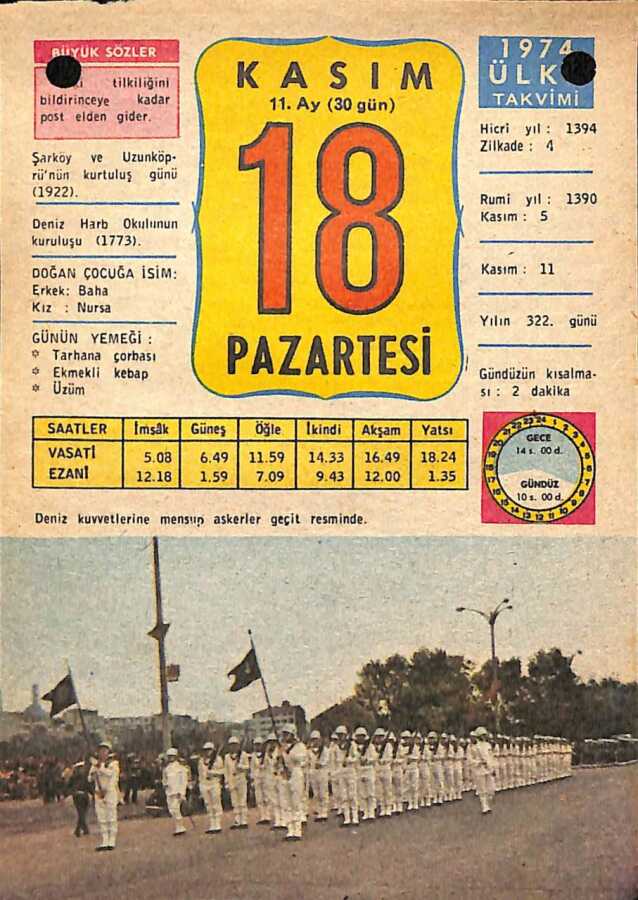 BÜYÜK SÖZLER
tilkiliğini
bildirinceye kadar
post elden gider.
Şarköy ve Uzunköp-
rü'nün kurtuluş günü
(1922).
Deniz Harb Okulunun
kuruluşu (1773).
DOĞAN ÇOCUĞA İSİM:
Erkek: Baha
Kız : Nursa
GÜNÜN YEMEĞİ :
Tarhana çorbası
Ekmekli kebap
Üzüm
KASIM
11. Ay (30 gün)
18
PAZARTESİ
1974
ÜLK
TAKVİMİ
Hicrî yıl : 1394
Zilkade : 4
Rumi yıl : 1390
Kasım : 5
Kasım : 11
Yılın 322. günü
Gündüzün kısalma-
sı : 2 dakika
SAATLER İmsâk Güneş Öğle İkindi Akşam Yatsı
VASATİ 5.08 6.49 11.59 14.33 16.49 18.24
EZANİ 12.18 1.59 7.09 9.43 12.00 1.35
GECE
14 s. 00 d.
GÜNDÜZ
10 s. 00 d.
Deniz kuvvetlerine mensup askerler geçit resminde.